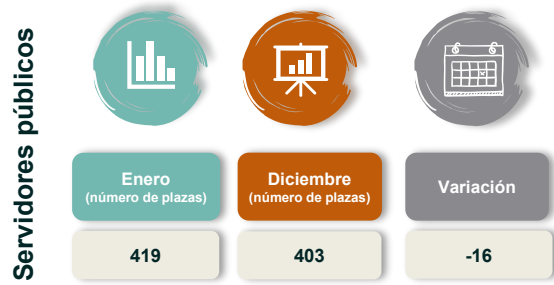 Servidores públicos
Enero
(número de plazas)
Diciembre
(número de plazas)
Variación
419
403
-16